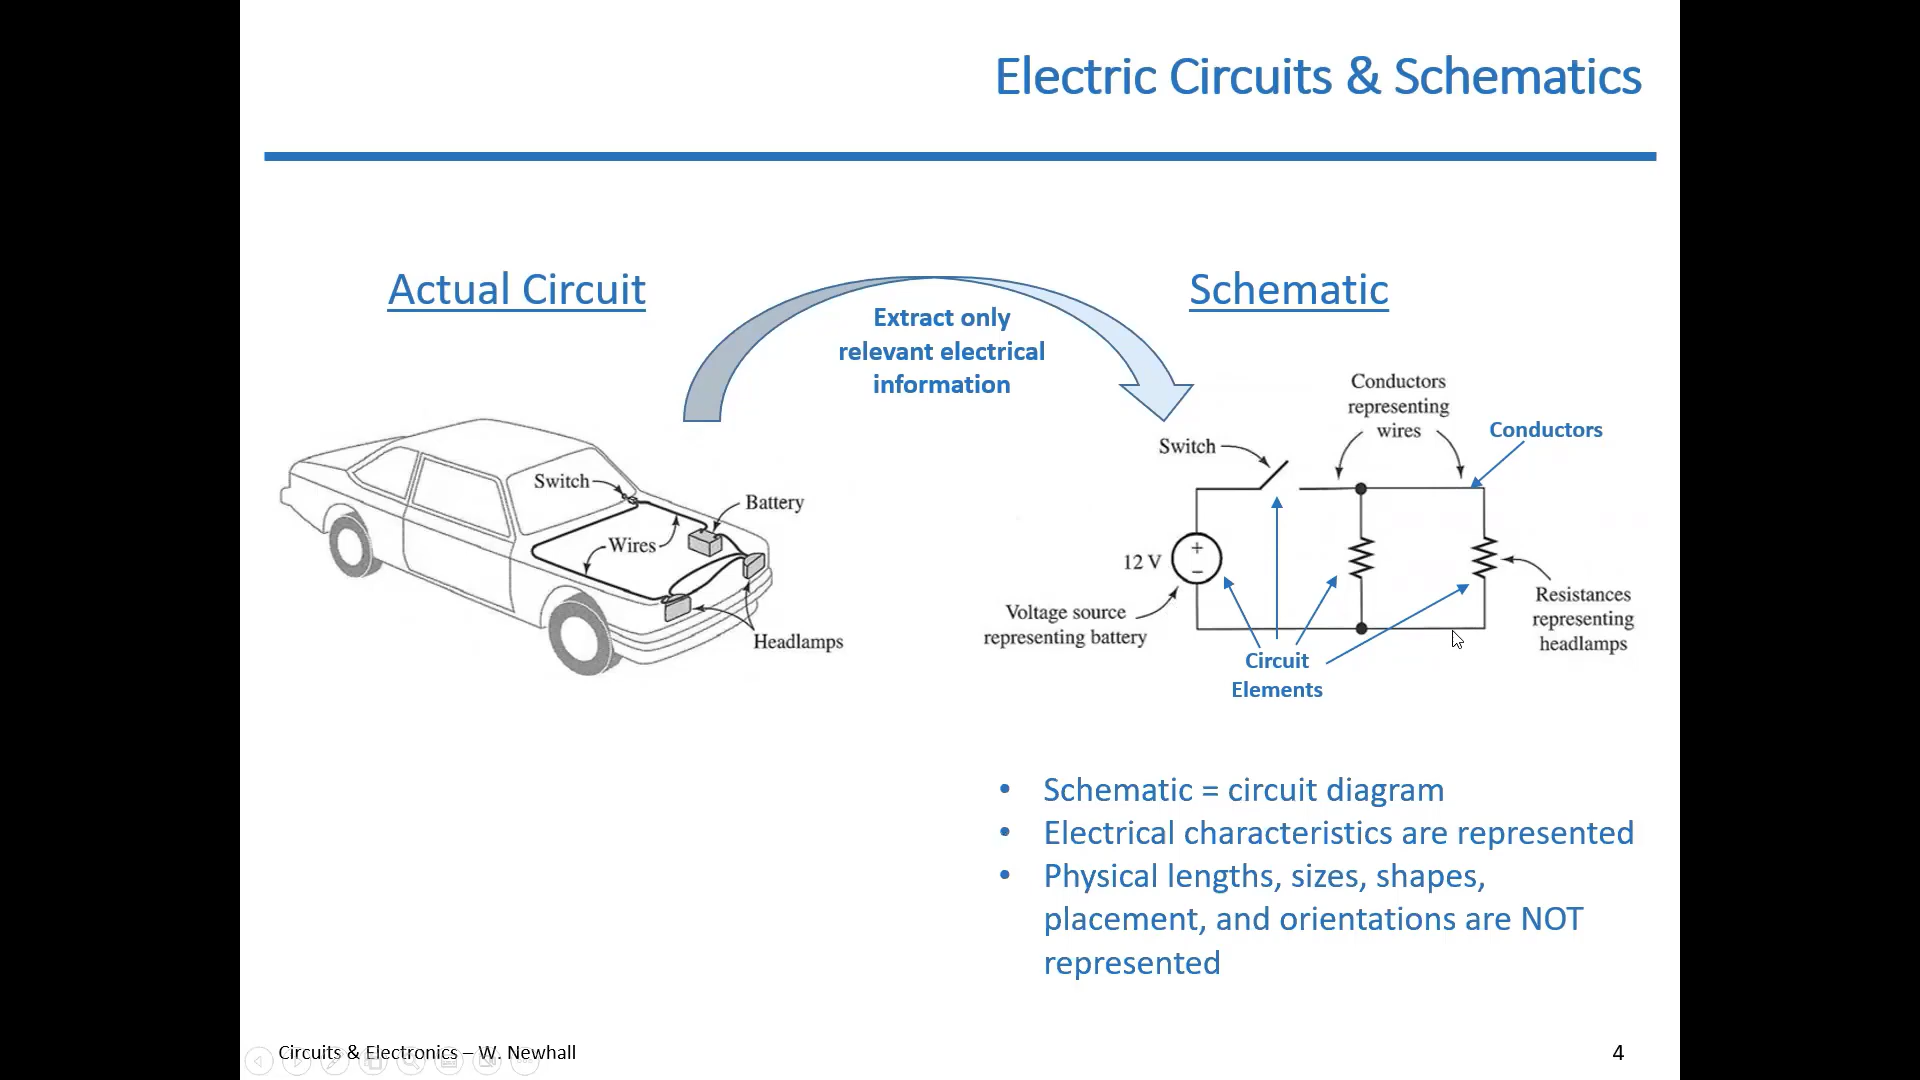 Electric Circuits & Schematics
Actual Circuit
Extract only
relevant electrical
information
Schematic
Switch
Battery
Wires
Headlamps
Conductors
representing
wires
Conductors
Switch
12 V
+
−
Voltage source
representing battery
Circuit
Elements
Resistances
representing
headlamps
• Schematic = circuit diagram
• Electrical characteristics are represented
• Physical lengths, sizes, shapes,
placement, and orientations are NOT
represented
Circuits & Electronics – W. Newhall
4